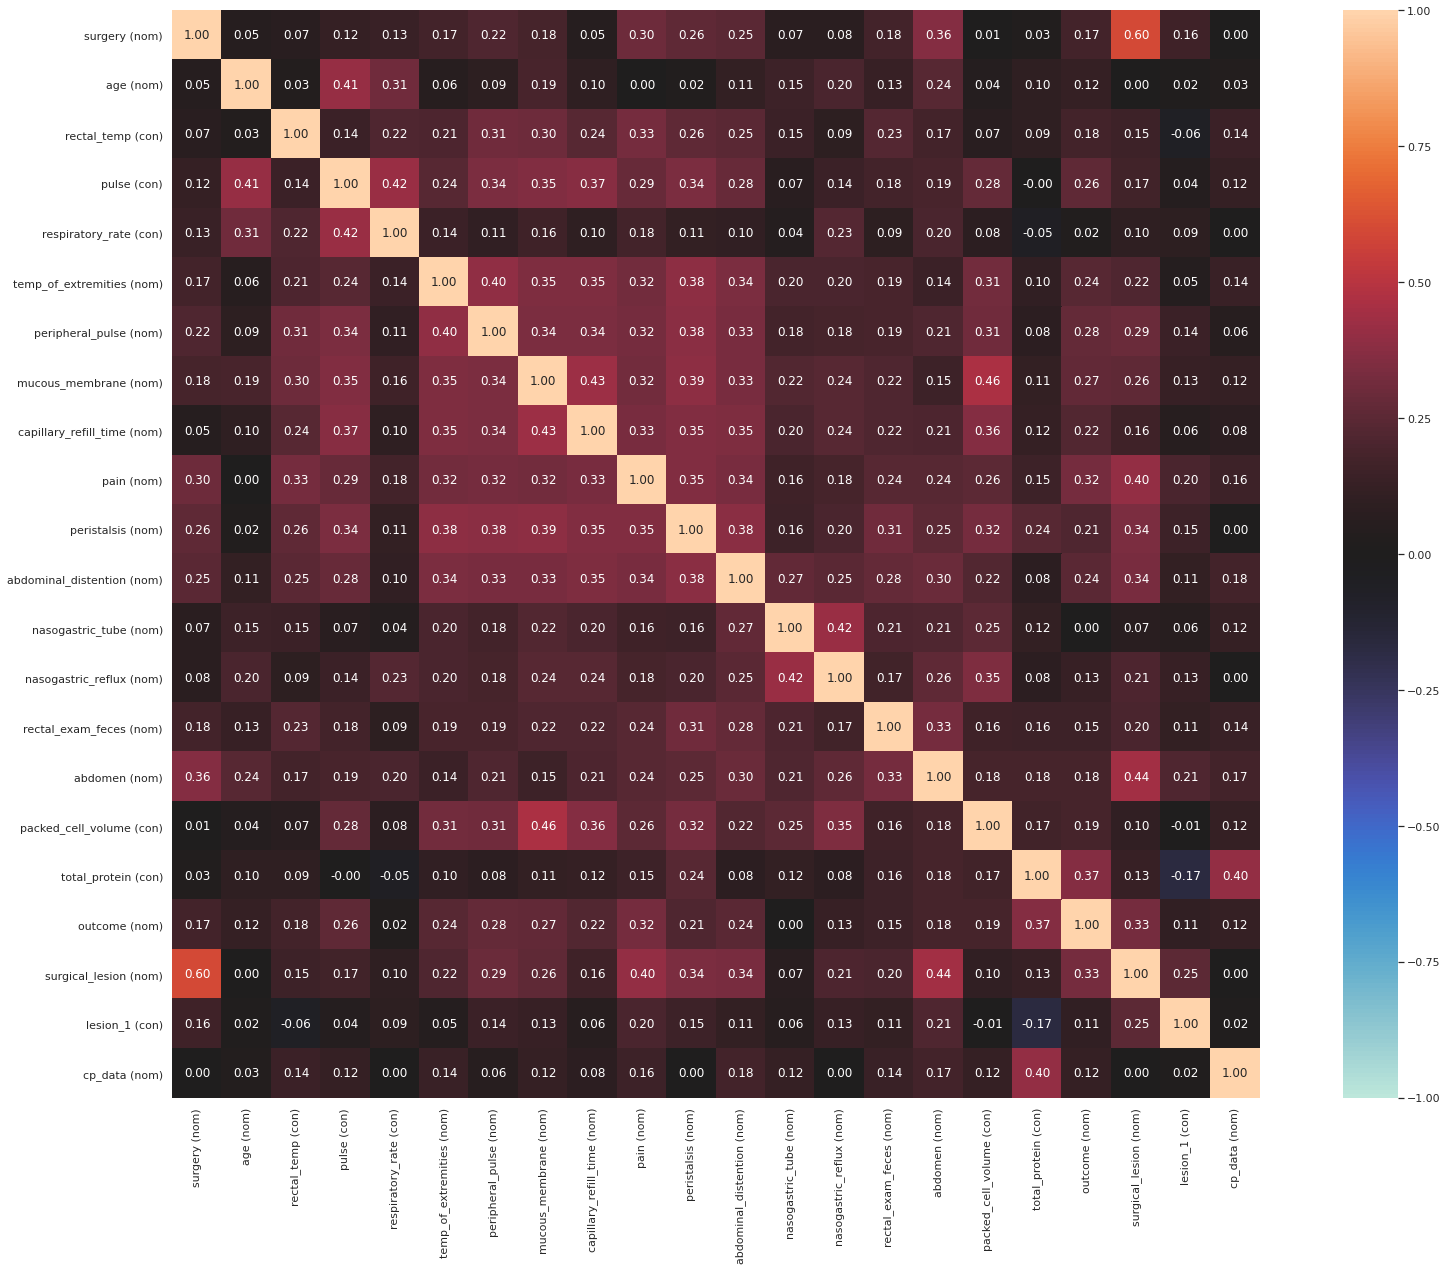 surgery (nom) 1.00 0.05 0.07 0.12 0.13 0.17 0.22 0.18 0.05 0.30 0.26 0.25 0.07 0.08 0.18 0.36 0.01 0.03 0.17 0.60 0.16 0.00
age (nom) 0.05 1.00 0.03 0.41 0.31 0.06 0.09 0.19 0.10 0.00 0.02 0.11 0.15 0.20 0.13 0.24 0.04 0.10 0.12 0.00 0.02 0.03
rectal_temp (con) 0.07 0.03 1.00 0.14 0.22 0.21 0.31 0.30 0.24 0.33 0.26 0.25 0.15 0.09 0.23 0.17 0.07 0.09 0.18 0.15 -0.06 0.14
pulse (con) 0.12 0.41 0.14 1.00 0.42 0.24 0.34 0.35 0.37 0.29 0.34 0.28 0.07 0.14 0.18 0.19 0.28 -0.00 0.26 0.17 0.04 0.12
respiratory_rate (con) 0.13 0.31 0.22 0.42 1.00 0.14 0.11 0.16 0.10 0.18 0.11 0.10 0.04 0.23 0.09 0.20 0.08 -0.05 0.02 0.10 0.09 0.00
temp_of_extremities (nom) 0.17 0.06 0.21 0.24 0.14 1.00 0.40 0.35 0.35 0.32 0.38 0.34 0.20 0.20 0.19 0.14 0.31 0.10 0.24 0.22 0.05 0.14
peripheral_pulse (nom) 0.22 0.09 0.31 0.34 0.11 0.40 1.00 0.34 0.34 0.32 0.38 0.33 0.18 0.18 0.19 0.21 0.31 0.08 0.28 0.29 0.14 0.06
mucous_membrane (nom) 0.18 0.19 0.30 0.35 0.16 0.35 0.34 1.00 0.43 0.32 0.39 0.33 0.22 0.24 0.22 0.15 0.46 0.11 0.27 0.26 0.13 0.12
capillary_refill_time (nom) 0.05 0.10 0.24 0.37 0.10 0.35 0.34 0.43 1.00 0.33 0.35 0.35 0.20 0.24 0.22 0.21 0.36 0.12 0.22 0.16 0.06 0.08
pain (nom) 0.30 0.00 0.33 0.29 0.18 0.32 0.32 0.32 0.33 1.00 0.35 0.34 0.16 0.18 0.24 0.24 0.26 0.15 0.32 0.40 0.20 0.16
peristalsis (nom) 0.26 0.02 0.26 0.34 0.11 0.38 0.38 0.39 0.35 0.35 1.00 0.38 0.16 0.20 0.31 0.25 0.32 0.24 0.21 0.34 0.15 0.00
abdominal_distention (nom) 0.25 0.11 0.25 0.28 0.10 0.34 0.33 0.33 0.35 0.34 0.38 1.00 0.27 0.25 0.28 0.30 0.22 0.08 0.24 0.34 0.11 0.18
nasogastric_tube (nom) 0.07 0.15 0.15 0.07 0.04 0.20 0.18 0.22 0.20 0.16 0.16 0.27 1.00 0.42 0.21 0.21 0.25 0.12 0.00 0.07 0.06 0.12
nasogastric_reflux (nom) 0.08 0.20 0.09 0.14 0.23 0.20 0.18 0.24 0.24 0.18 0.20 0.25 0.42 1.00 0.17 0.26 0.35 0.08 0.13 0.21 0.13 0.00
rectal_exam_feces (nom) 0.18 0.13 0.23 0.18 0.09 0.19 0.19 0.22 0.22 0.24 0.31 0.28 0.21 0.17 1.00 0.33 0.16 0.16 0.15 0.20 0.11 0.14
abdomen (nom) 0.36 0.24 0.17 0.19 0.20 0.14 0.21 0.15 0.21 0.24 0.25 0.30 0.21 0.26 0.33 1.00 0.18 0.18 0.18 0.44 0.21 0.17
packed_cell_volume (con) 0.01 0.04 0.07 0.28 0.08 0.31 0.31 0.46 0.36 0.26 0.32 0.22 0.25 0.35 0.16 0.18 1.00 0.17 0.19 0.10 -0.01 0.12
total_protein (con) 0.03 0.10 0.09 -0.00 -0.05 0.10 0.08 0.11 0.12 0.15 0.24 0.08 0.12 0.08 0.16 0.18 0.17 1.00 0.37 0.13 -0.17 0.40
outcome (nom) 0.17 0.12 0.18 0.26 0.02 0.24 0.28 0.27 0.22 0.32 0.21 0.24 0.00 0.13 0.15 0.18 0.19 0.37 1.00 0.33 0.11 0.12
surgical_lesion (nom) 0.60 0.00 0.15 0.17 0.10 0.22 0.29 0.26 0.16 0.40 0.34 0.34 0.07 0.21 0.20 0.44 0.10 0.13 0.33 1.00 0.25 0.00
lesion_1 (con) 0.16 0.02 -0.06 0.04 0.09 0.05 0.14 0.13 0.06 0.20 0.15 0.11 0.06 0.13 0.11 0.21 -0.01 -0.17 0.11 0.25 1.00 0.02
cp_data (nom) 0.00 0.03 0.14 0.12 0.00 0.14 0.06 0.12 0.08 0.16 0.00 0.18 0.12 0.00 0.14 0.17 0.12 0.40 0.12 0.00 0.02 1.00
surgery (nom)
age (nom)
rectal_temp (con)
pulse (con)
respiratory_rate (con)
temp_of_extremities (nom)
peripheral_pulse (nom)
mucous_membrane (nom)
capillary_refill_time (nom)
pain (nom)
peristalsis (nom)
abdominal_distention (nom)
nasogastric_tube (nom)
nasogastric_reflux (nom)
rectal_exam_feces (nom)
abdomen (nom)
packed_cell_volume (con)
total_protein (con)
outcome (nom)
surgical_lesion (nom)
lesion_1 (con)
cp_data (nom)
1.00
0.75
0.50
0.25
0.00
−0.25
−0.50
−0.75
−1.00